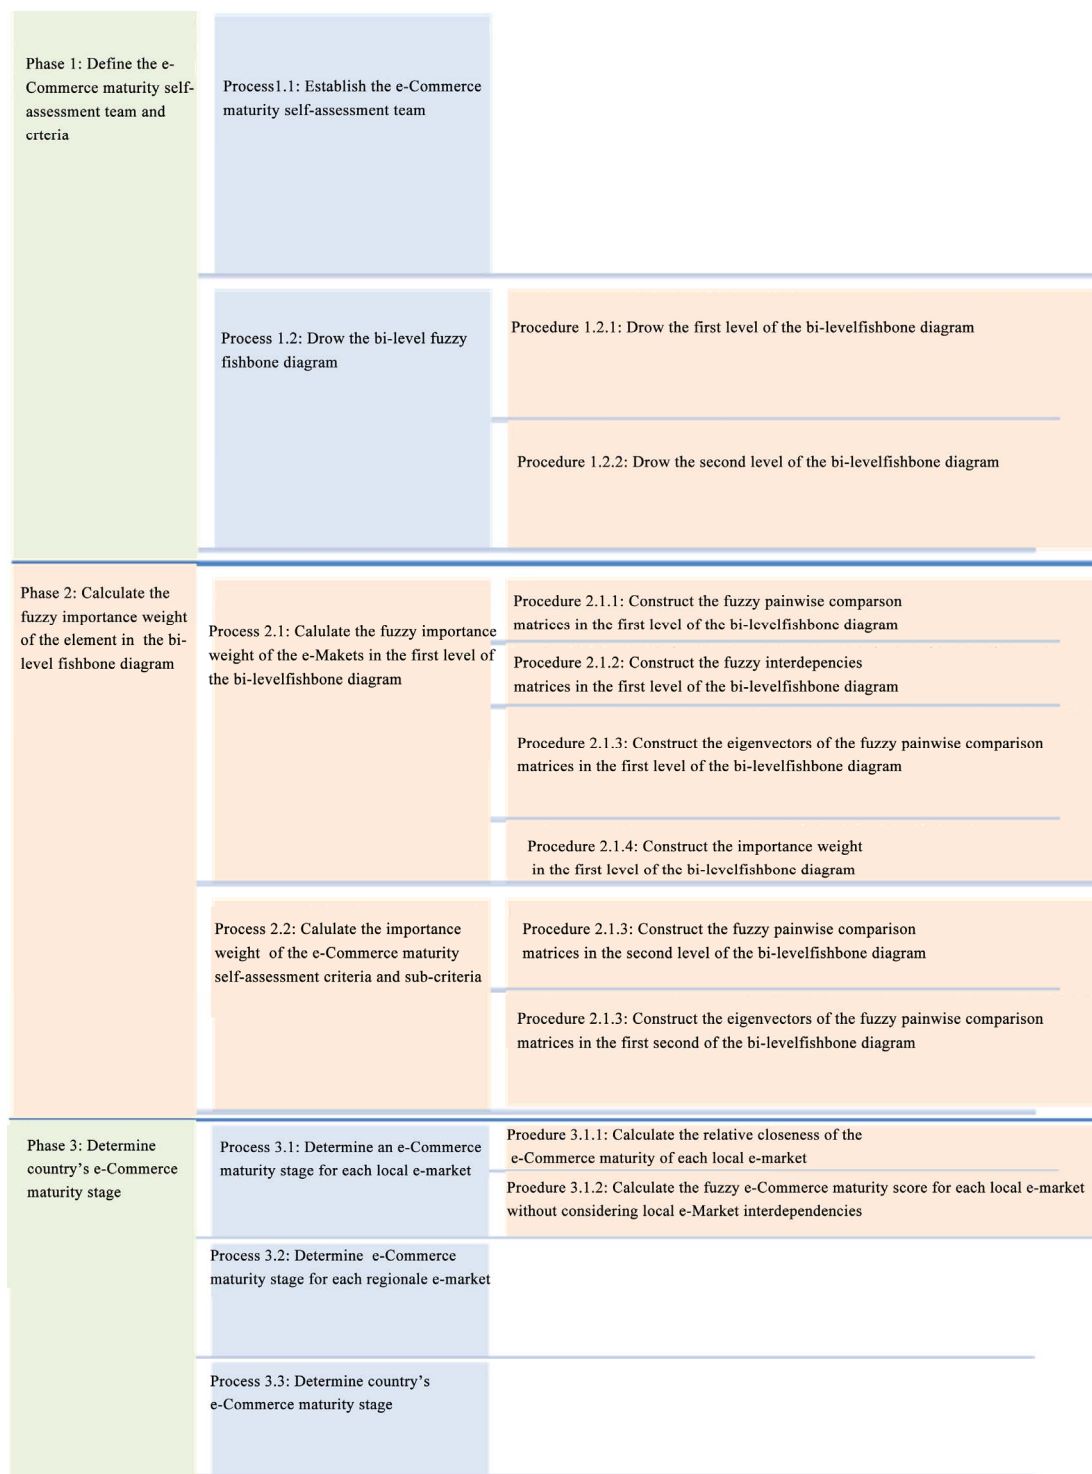 Phase 1: Define the e-
Commerce maturity self-
assessment team and
crteria
Process1.1: Establish the e-Commerce
maturity self-assessment team
Process 1.2: Drow the bi-level fuzzy
fishbone diagram
Procedure 1.2.1: Drow the first level of the bi-levelfishbone diagram
Procedure 1.2.2: Drow the second level of the bi-levelfishbone diagram
Phase 2: Calculate the
fuzzy importance weight
of the element in the bi-
level fishbone diagram
Process 2.1: Calulate the fuzzy importance
weight of the e-Makets in the first level of
the bi-levelfishbone diagram
Procedure 2.1.1: Construct the fuzzy painwise comparson
matrices in the first level of the bi-levelfishbone diagram
Procedure 2.1.2: Construct the fuzzy interdepencies
matrices in the first level of the bi-levelfishbone diagram
Procedure 2.1.3: Construct the eigenvectors of the fuzzy painwise comparison
matrices in the first level of the bi-levelfishbone diagram
Procedure 2.1.4: Construct the importance weight
in the first level of the bi-levelfishbone diagram
Process 2.2: Calulate the importance
weight of the e-Commerce maturity
self-assessment criteria and sub-criteria
Procedure 2.1.3: Construct the fuzzy painwise comparison
matrices in the second level of the bi-levelfishbone diagram
Procedure 2.1.3: Construct the eigenvectors of the fuzzy painwise comparison
matrices in the first second of the bi-levelfishbone diagram
Phase 3: Determine
country's e-Commerce
maturity stage
Process 3.1: Determine an e-Commerce
maturity stage for each local e-market
Proedure 3.1.1: Calculate the relative closeness of the
e-Commerce maturity of each local e-market
Proedure 3.1.2: Calculate the fuzzy e-Commerce maturity score for each local e-market
without considering local e-Market interdependencies
Process 3.2: Determine e-Commerce
maturity stage for each regionale e-market
Process 3.3: Determine country's
e-Commerce maturity stage